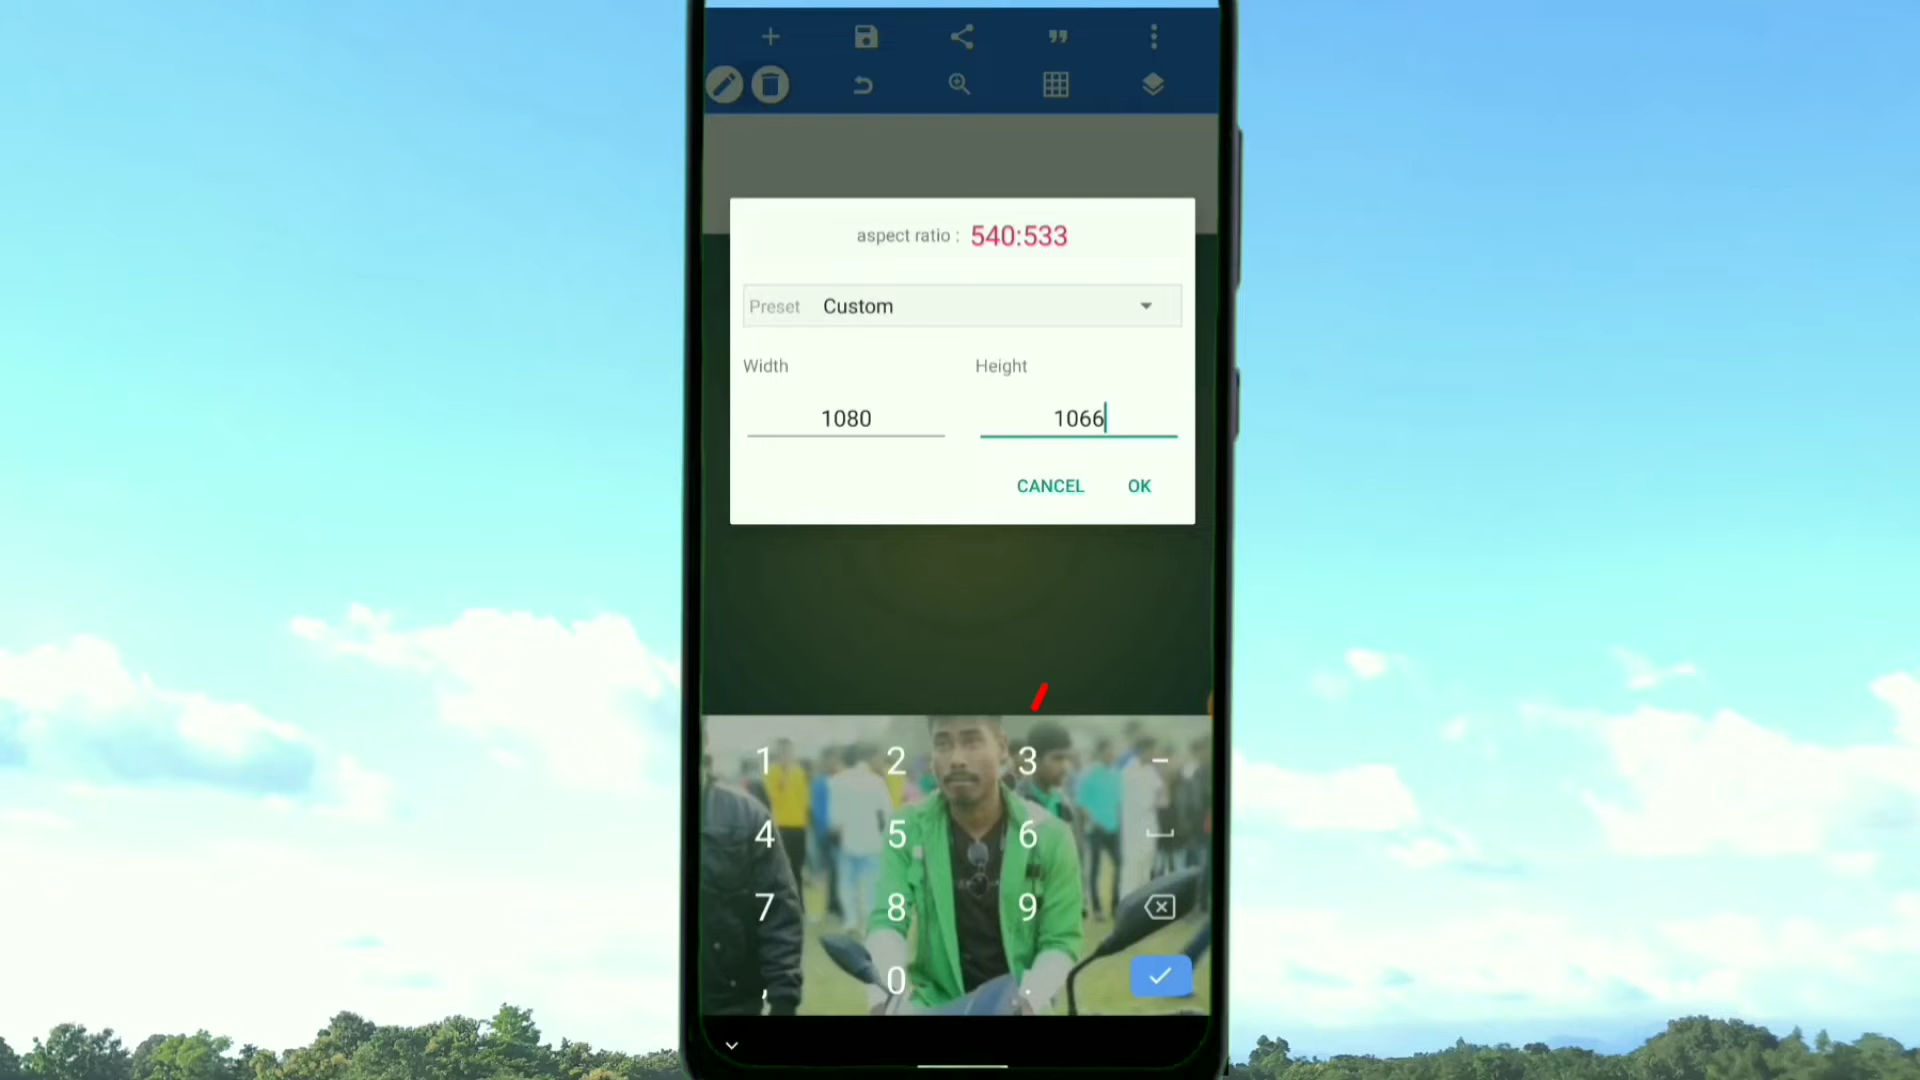 aspect ratio : 540:533
Preset Custom
Width Height
1080 1066
CANCEL OK
1 2 3 –
4 5 6
7 8 9
, 0 .